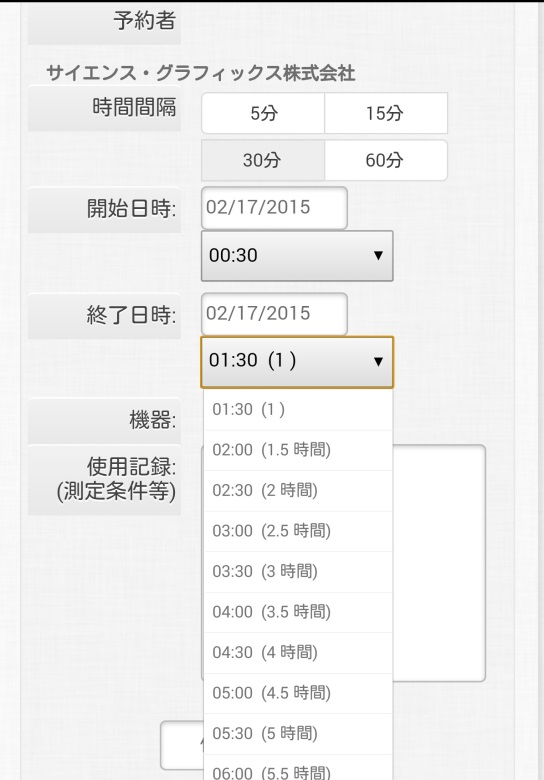 予約者
サイエンス・グラフィックス株式会社
時間間隔
5分 15分
30分 60分
開始日時:
02/17/2015
00:30 ▼
終了日時:
02/17/2015
01:30 (1 ) ▼
01:30 (1 )
機器:
02:00 (1.5 時間)
使用記録:
(測定条件等)
02:30 (2 時間)
03:00 (2.5 時間)
03:30 (3 時間)
04:00 (3.5 時間)
04:30 (4 時間)
05:00 (4.5 時間)
05:30 (5 時間)
06:00 (5.5 時間)